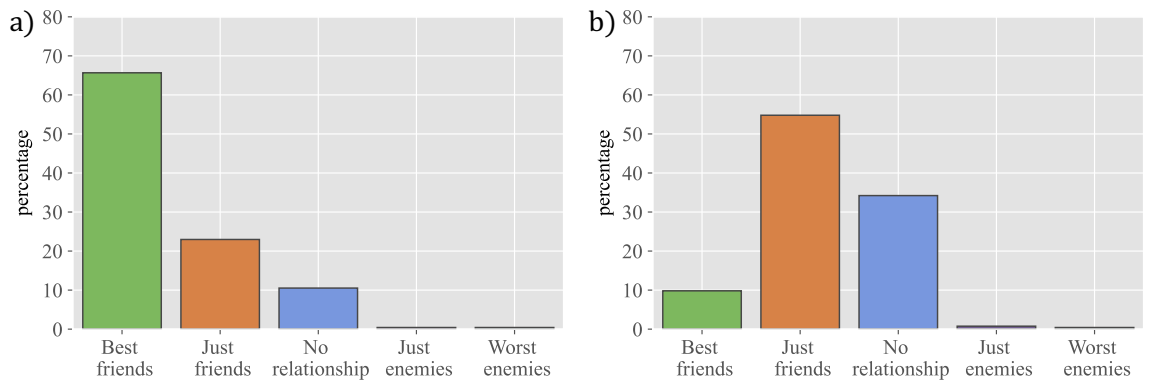 a)
80
70
60
50
40
30
20
10
0
percentage
Best friends
Just friends
No relationship
Just enemies
Worst enemies
b)
80
70
60
50
40
30
20
10
0
percentage
Best friends
Just friends
No relationship
Just enemies
Worst enemies